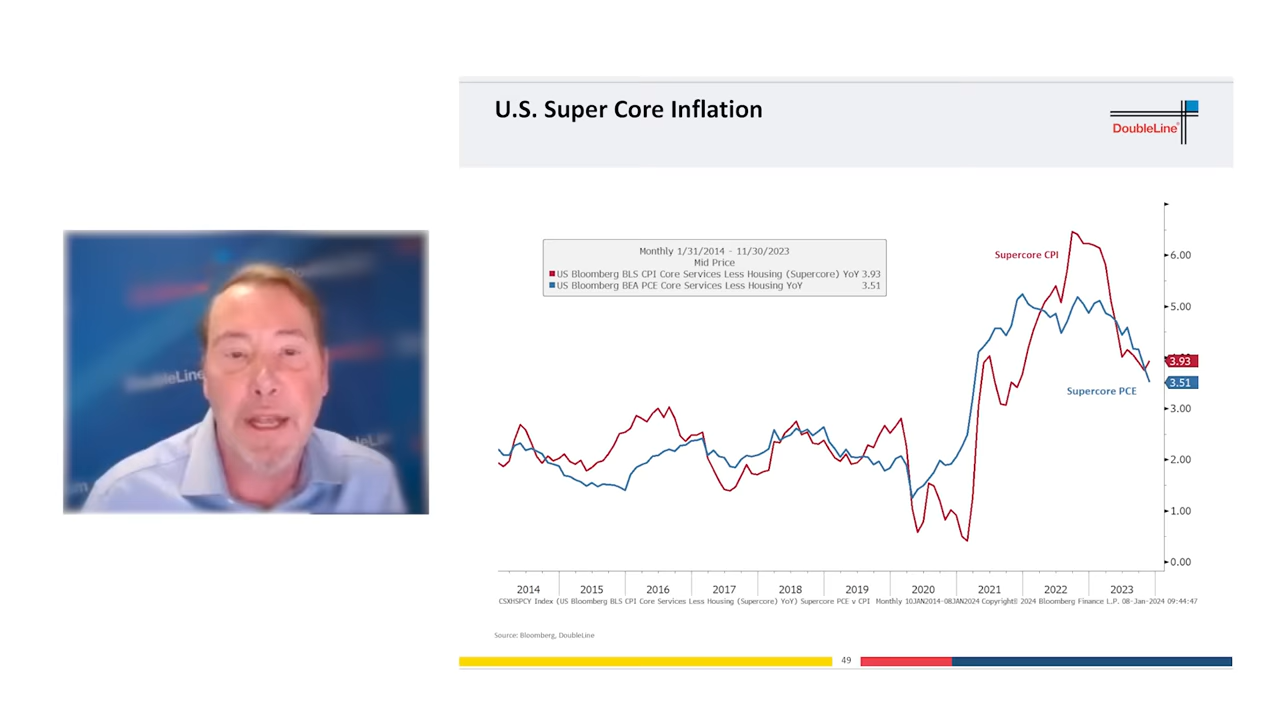 U.S. Super Core Inflation
DoubleLine®
Monthly 1/31/2014 - 11/30/2023
Mid Price
US Bloomberg BLS CPI Core Services Less Housing (Supercore) YoY 3.93
US Bloomberg BEA PCE Core Services Less Housing YoY 3.51
Supercore CPI
Supercore PCE
6.00
5.00
3.93
3.51
3.00
2.00
1.00
0.00
2014 2015 2016 2017 2018 2019 2020 2021 2022 2023
CSXHSPCY Index (US Bloomberg BLS CPI Core Services Less Housing (Supercore) YoY) Supercore PCE v CPI Monthly 10JAN2014-08JAN2024 Copyright© 2024 Bloomberg Finance L.P. 08-Jan-2024 09:44:47
Source: Bloomberg, DoubleLine
49
DoubleLine